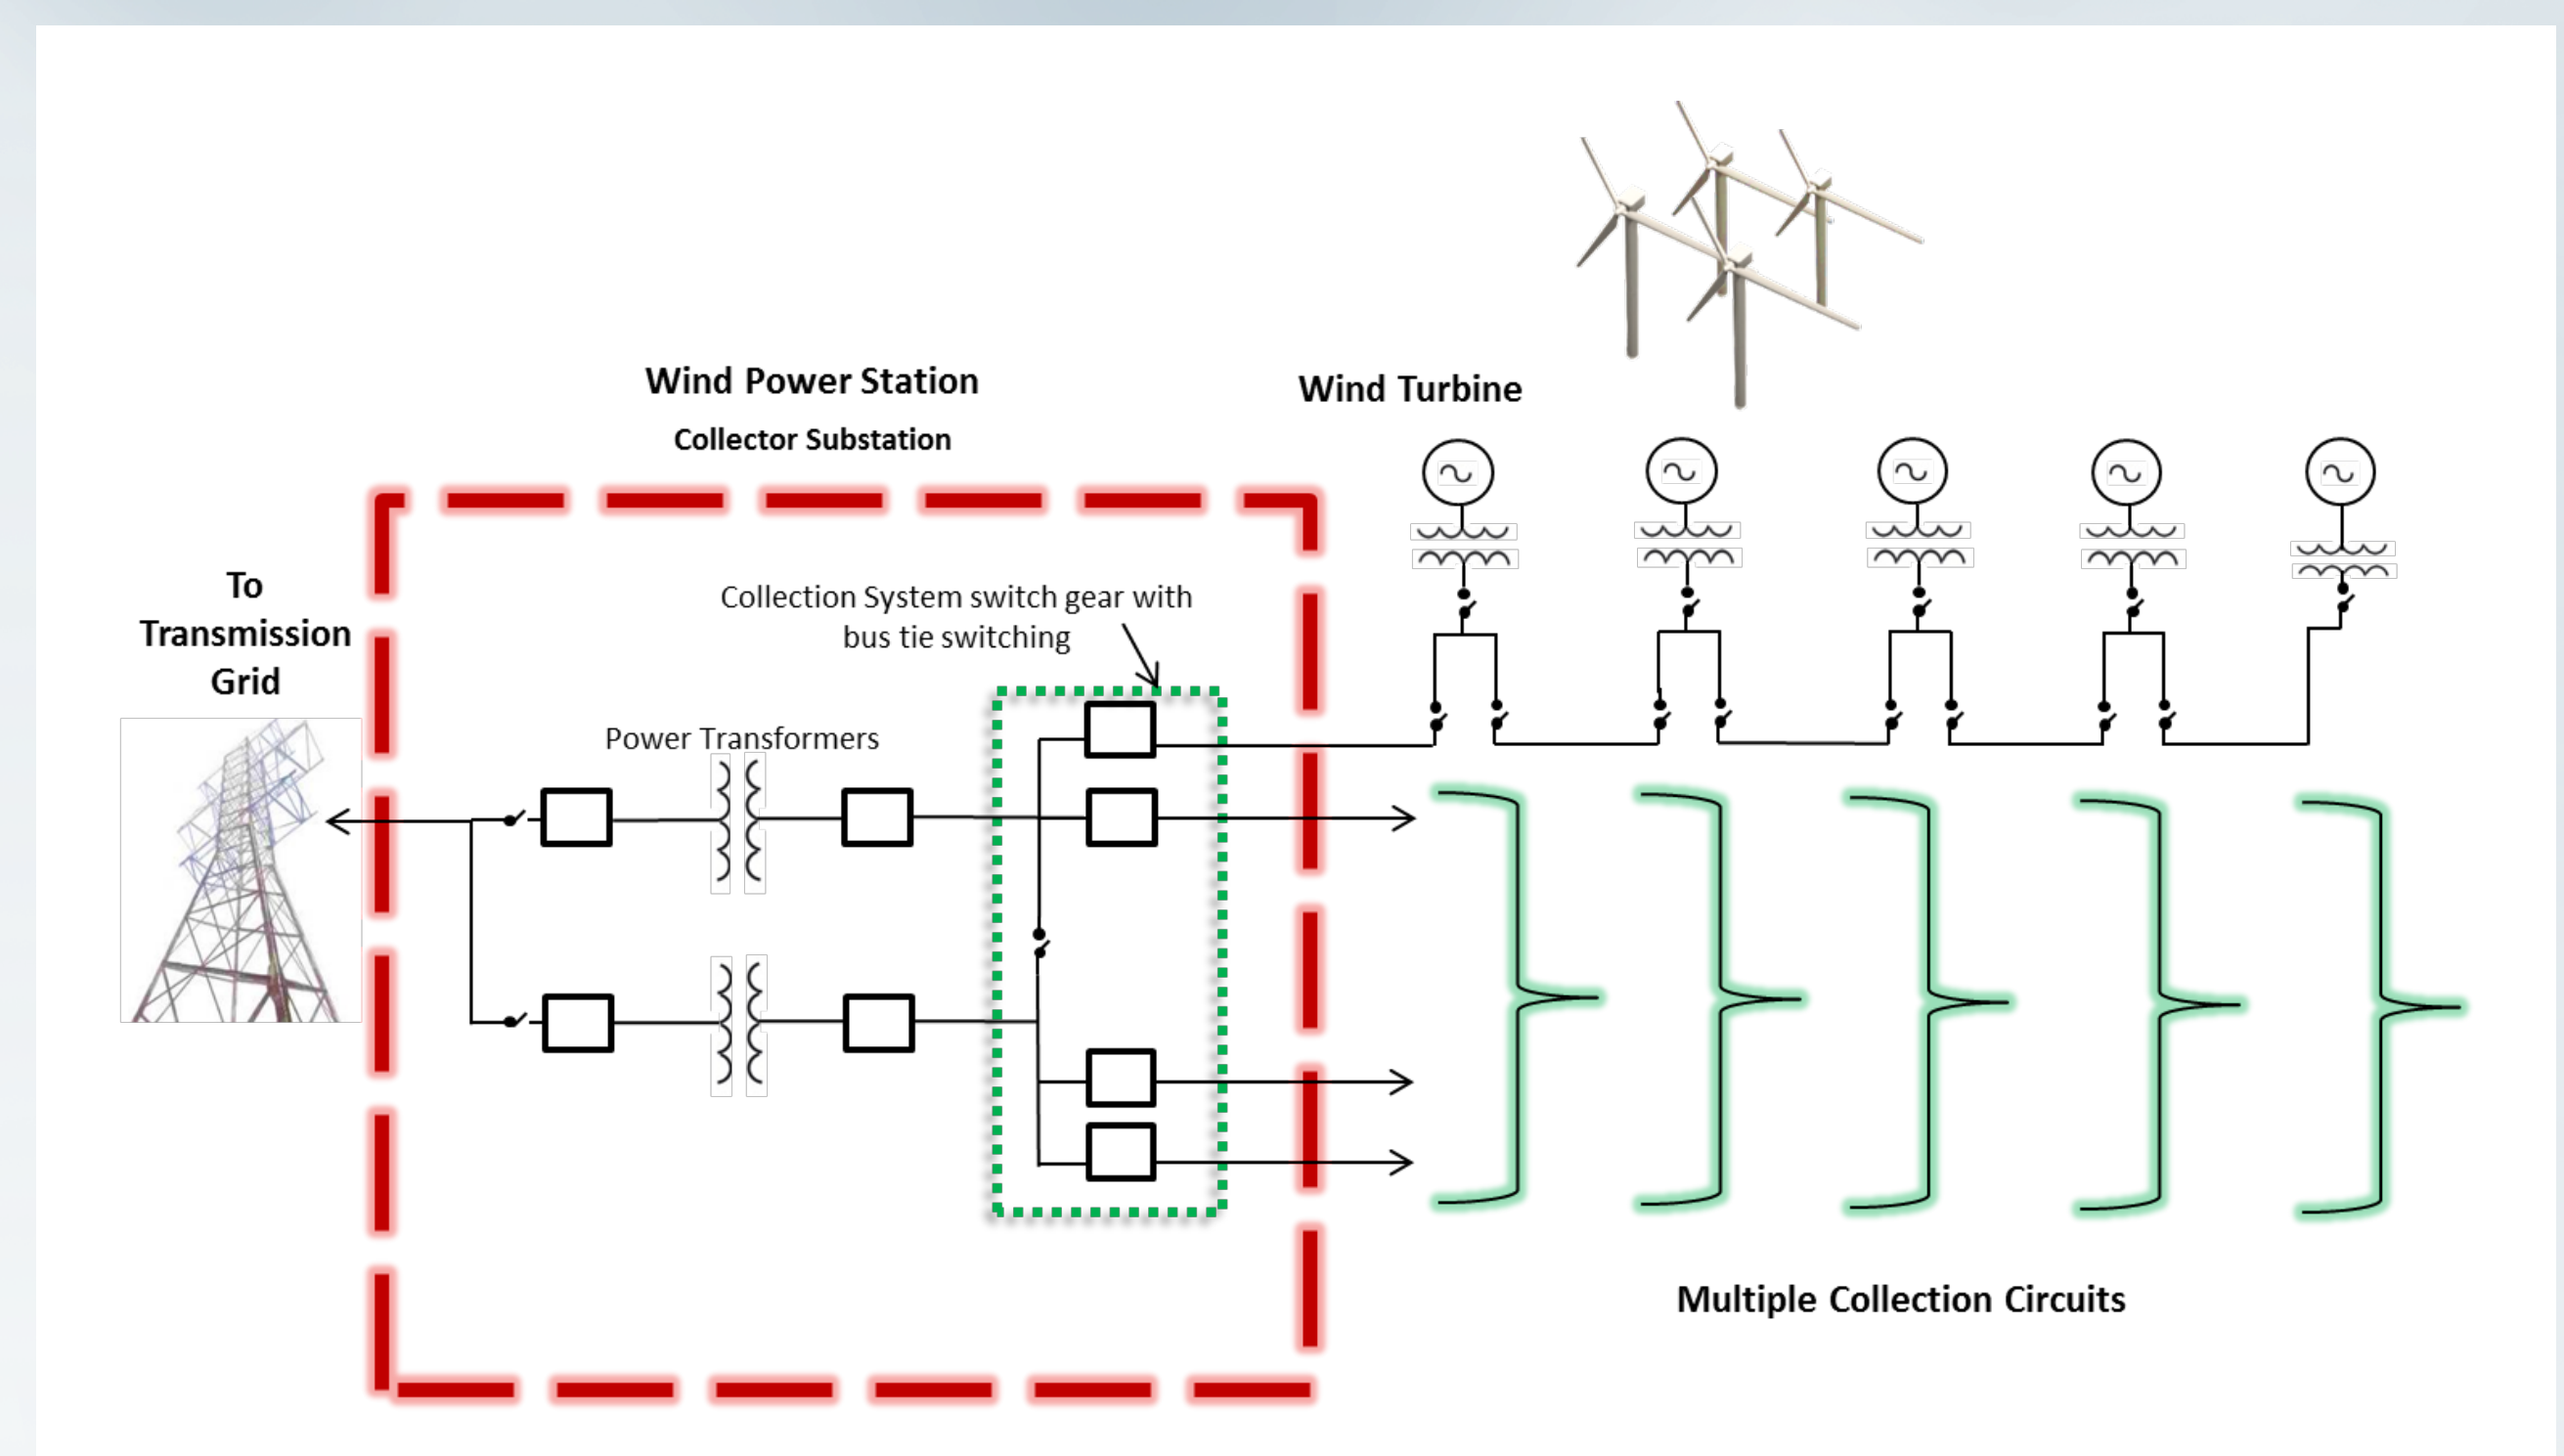 Wind Power Station
Collector Substation
Wind Turbine
To
Transmission
Grid
Collection System switch gear with
bus tie switching
Power Transformers
Multiple Collection Circuits